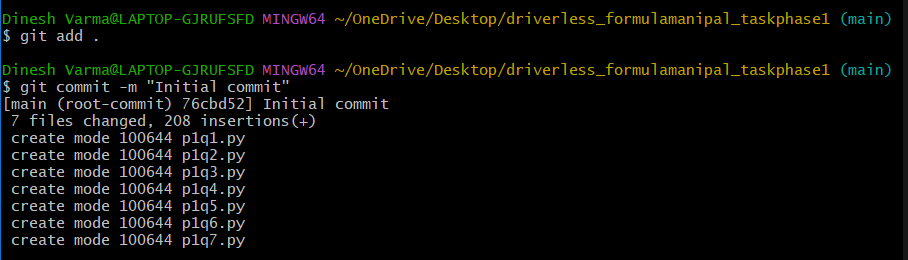 Dinesh Varma@LAPTOP-GJRUFSFD MINGW64 ~/OneDrive/Desktop/driverless_formulamanipal_taskphase1 (main)
$ git add .
Dinesh Varma@LAPTOP-GJRUFSFD MINGW64 ~/OneDrive/Desktop/driverless_formulamanipal_taskphase1 (main)
$ git commit -m "Initial commit"
[main (root-commit) 76cbd52] Initial commit
 7 files changed, 208 insertions(+)
 create mode 100644 p1q1.py
 create mode 100644 p1q2.py
 create mode 100644 p1q3.py
 create mode 100644 p1q4.py
 create mode 100644 p1q5.py
 create mode 100644 p1q6.py
 create mode 100644 p1q7.py